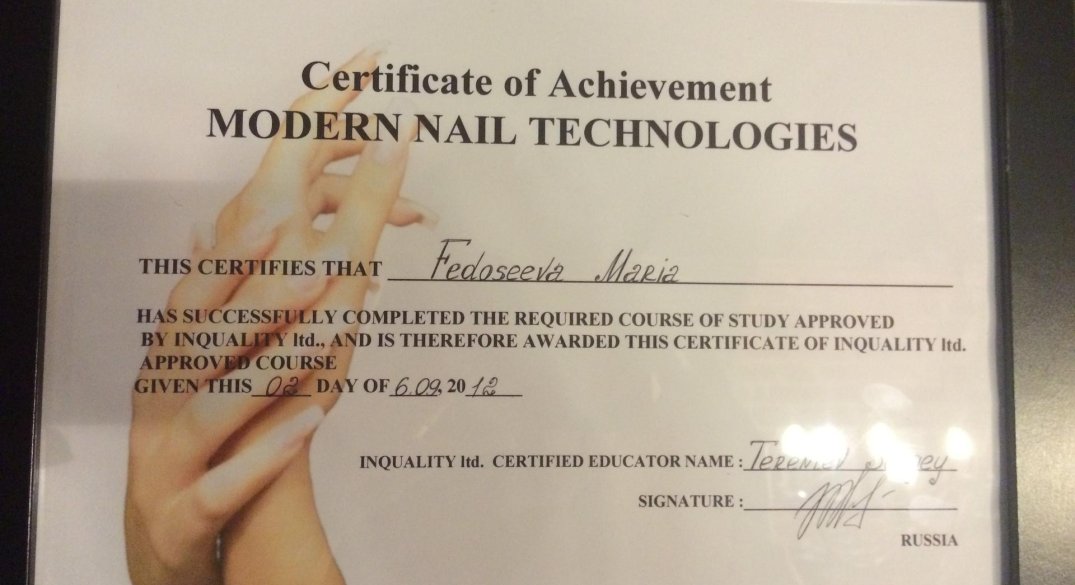 Certificate of Achievement
MODERN NAIL TECHNOLOGIES
THIS CERTIFIES THAT Fedoseeva Maria
HAS SUCCESSFULLY COMPLETED THE REQUIRED COURSE OF STUDY APPROVED
BY INQUALITY ltd., AND IS THEREFORE AWARDED THIS CERTIFICATE OF INQUALITY ltd.
APPROVED COURSE
GIVEN THIS 02 DAY OF 6.09, 2012
INQUALITY ltd. CERTIFIED EDUCATOR NAME :
SIGNATURE :
RUSSIA